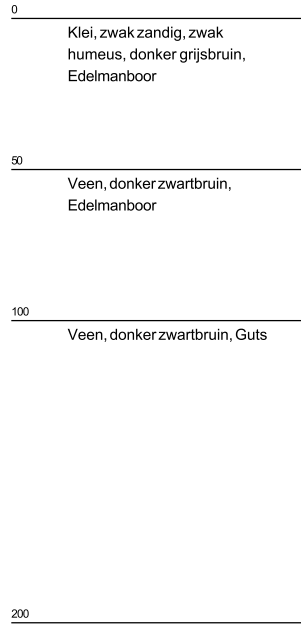 0
Klei, zwak zandig, zwak
humeus, donker grijsbruin,
Edelmanboor
50
Veen, donker zwartbruin,
Edelmanboor
100
Veen, donker zwartbruin, Guts
200